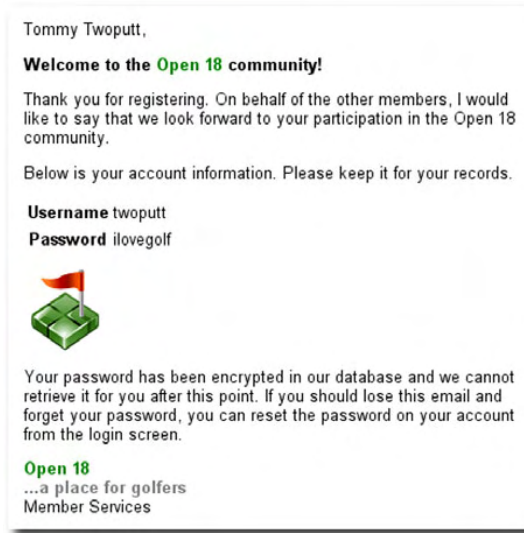 Tommy Twoputt,
Welcome to the Open 18 community!
Thank you for registering. On behalf of the other members, I would
like to say that we look forward to your participation in the Open 18
community.
Below is your account information. Please keep it for your records.
Username twoputt
Password ilovegolf
Your password has been encrypted in our database and we cannot
retrieve it for you after this point. If you should lose this email and
forget your password, you can reset the password on your account
from the login screen.
Open 18
...a place for golfers
Member Services